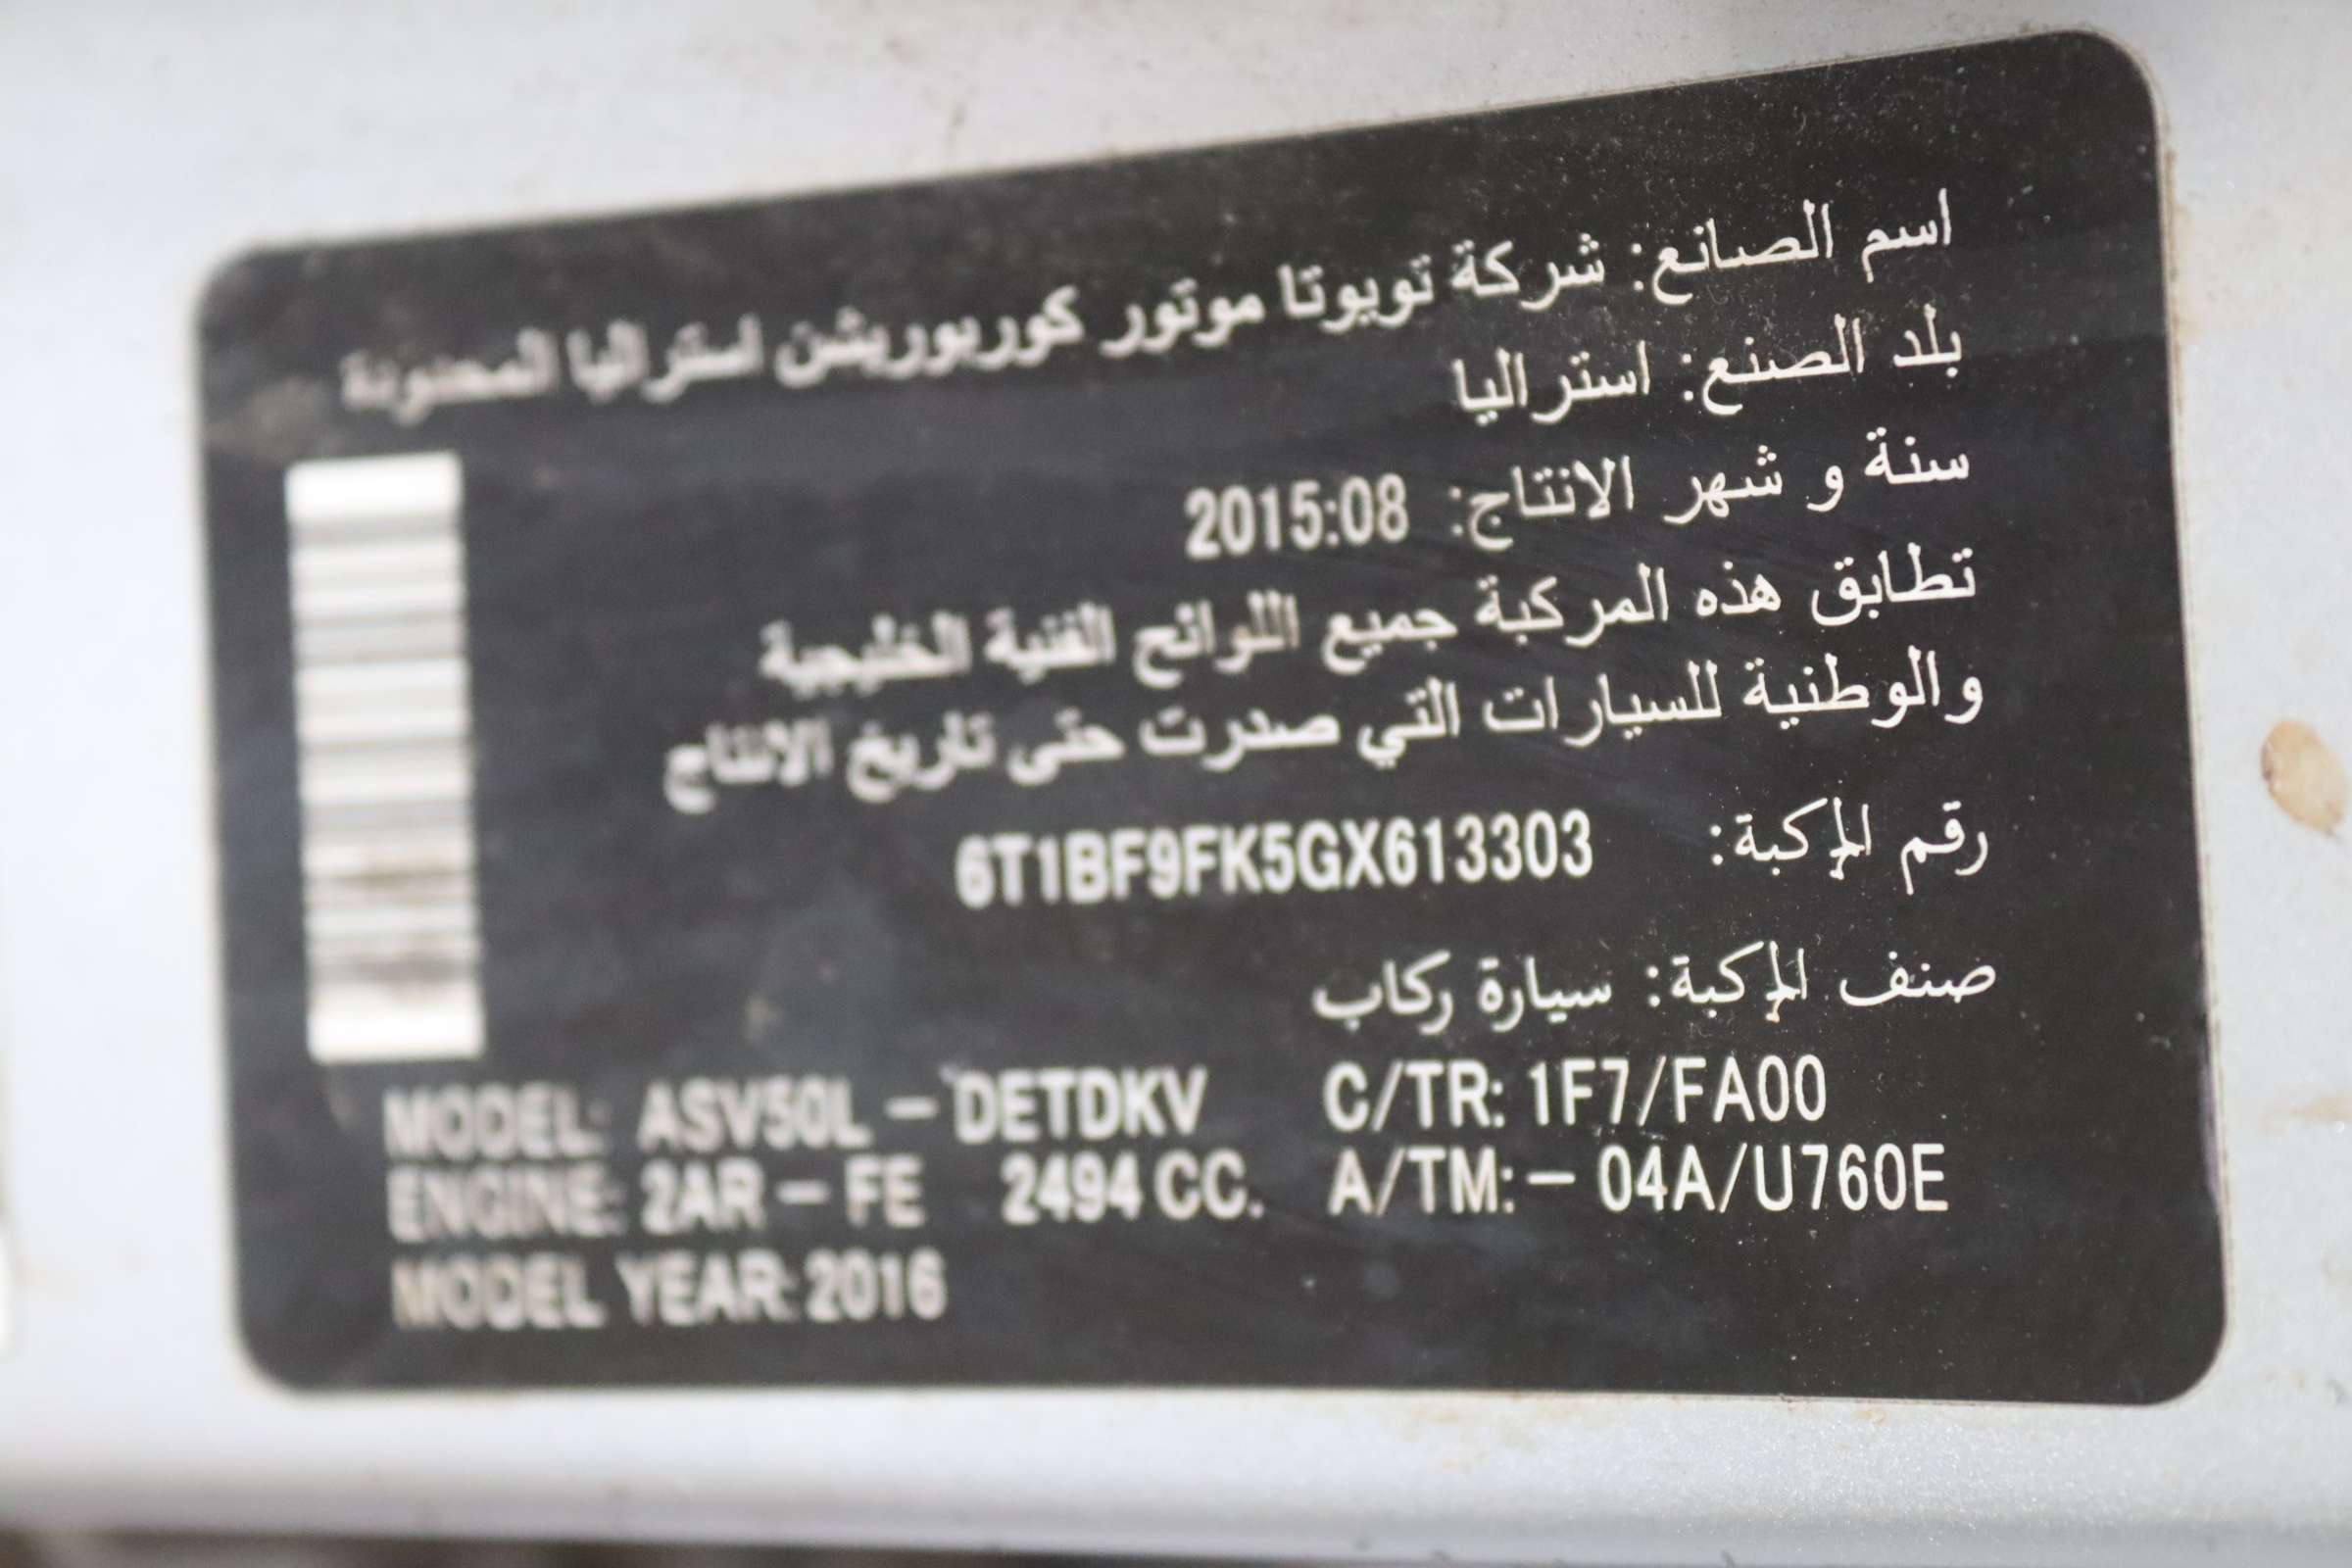 اسم الصانع: شركة تويوتا موتور كوربوريشن استراليا المحدودة
بلد الصنع: استراليا
سنة و شهر الانتاج: 2015:08
تطابق هذه المركبة جميع اللوائح الفنية الخليجية
والوطنية للسيارات التي صدرت حتى تاريخ الانتاج
رقم المركبة: 6T1BF9FK5GX613303
صنف المركبة: سيارة ركاب
MODEL: ASV50L – DETDKV C/TR: 1F7/FA00
ENGINE: 2AR – FE 2494 CC. A/TM: – 04A/U760E
MODEL YEAR: 2016